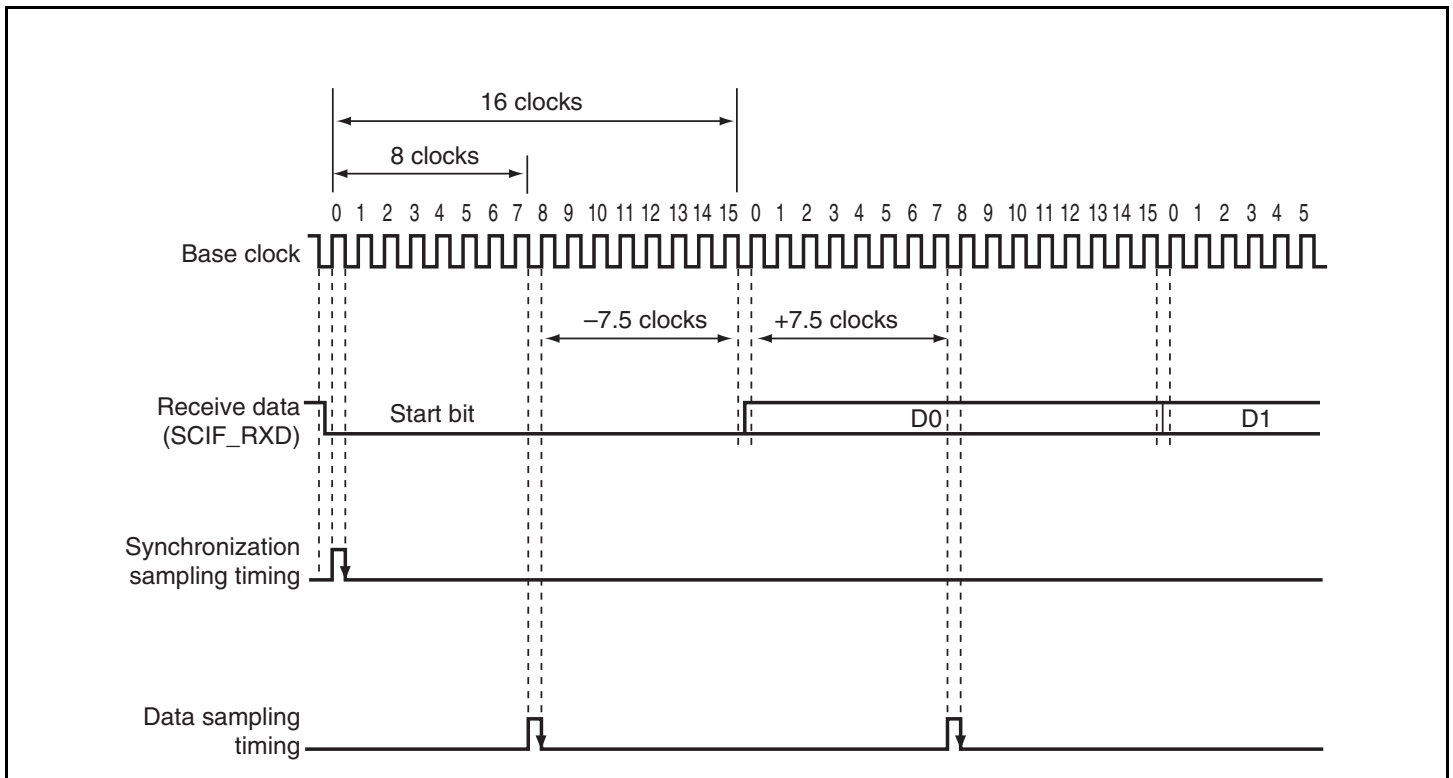 16 clocks
8 clocks
0 1 2 3 4 5 6 7 8 9 10 11 12 13 14 15 0 1 2 3 4 5 6 7 8 9 10 11 12 13 14 15 0 1 2 3 4 5
Base clock
–7.5 clocks +7.5 clocks
Receive data
(SCIF_RXD)
Start bit D0 D1
Synchronization
sampling timing
Data sampling
timing